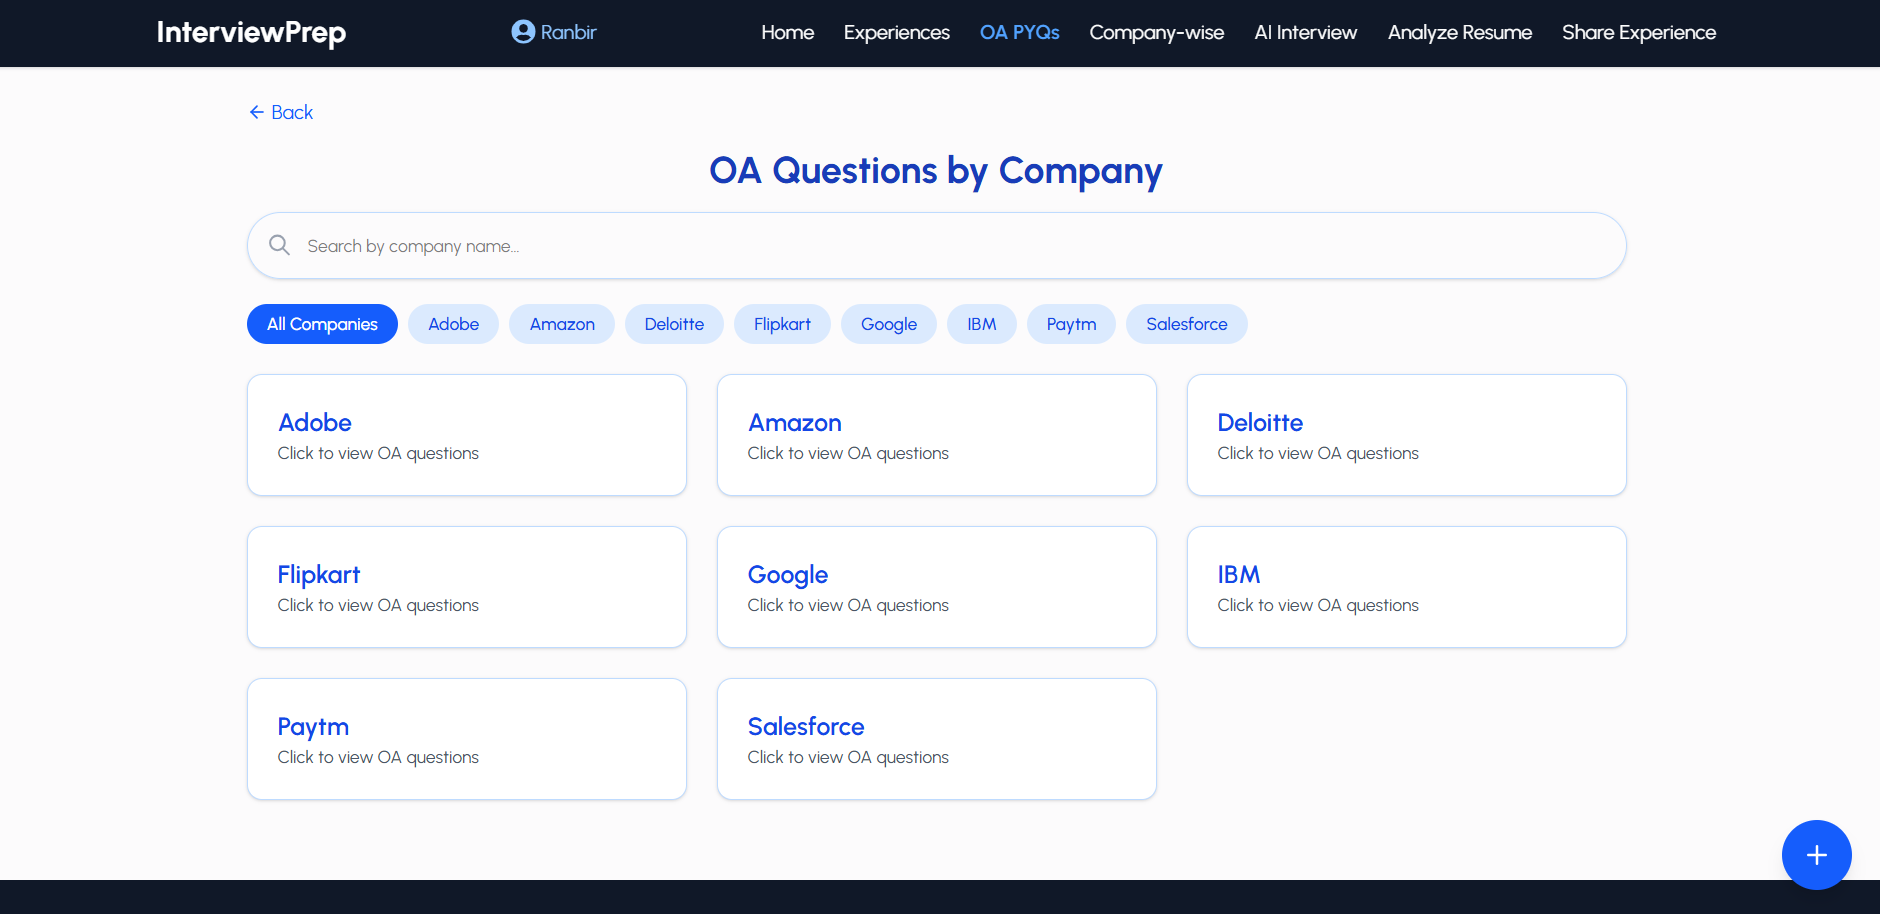 InterviewPrep Ranbir Home Experiences OA PYQs Company-wise AI Interview Analyze Resume Share Experience
← Back
OA Questions by Company
Search by company name...
All Companies Adobe Amazon Deloitte Flipkart Google IBM Paytm Salesforce
Adobe
Click to view OA questions
Amazon
Click to view OA questions
Deloitte
Click to view OA questions
Flipkart
Click to view OA questions
Google
Click to view OA questions
IBM
Click to view OA questions
Paytm
Click to view OA questions
Salesforce
Click to view OA questions
+